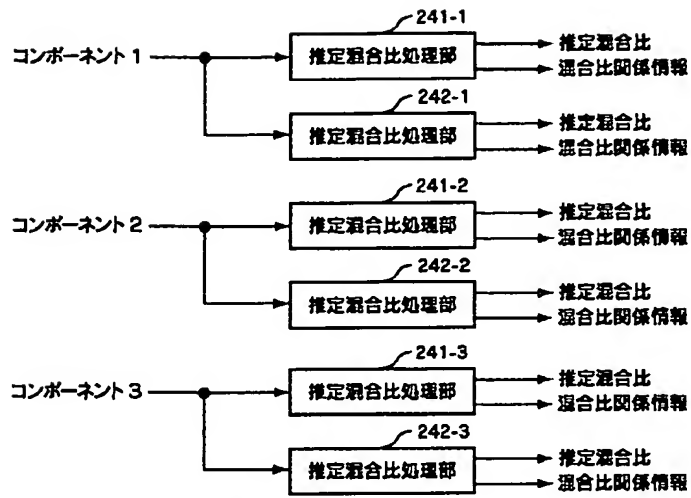 241-1
コンポーネント 1
推定混合比処理部
推定混合比
混合比関係情報
242-1
推定混合比処理部
推定混合比
混合比関係情報
241-2
コンポーネント 2
推定混合比処理部
推定混合比
混合比関係情報
242-2
推定混合比処理部
推定混合比
混合比関係情報
241-3
コンポーネント 3
推定混合比処理部
推定混合比
混合比関係情報
242-3
推定混合比処理部
推定混合比
混合比関係情報